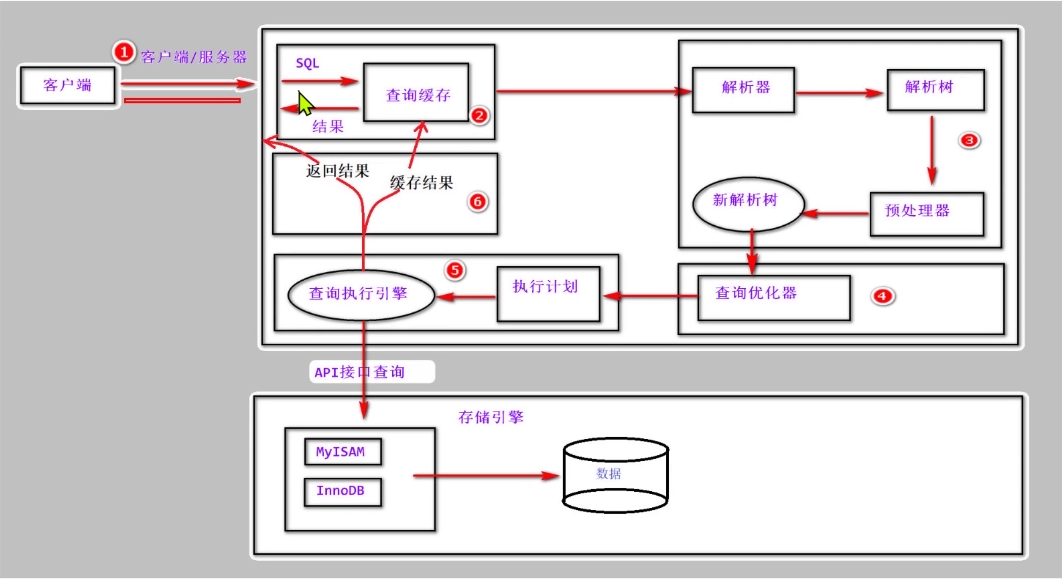 1 客户端/服务器
客户端
SQL
查询缓存
2
结果
解析器
解析树
3
返回结果
缓存结果
6
新解析树
预处理器
5
查询执行引擎
执行计划
查询优化器
4
API接口查询
存储引擎
MyISAM
InnoDB
数据